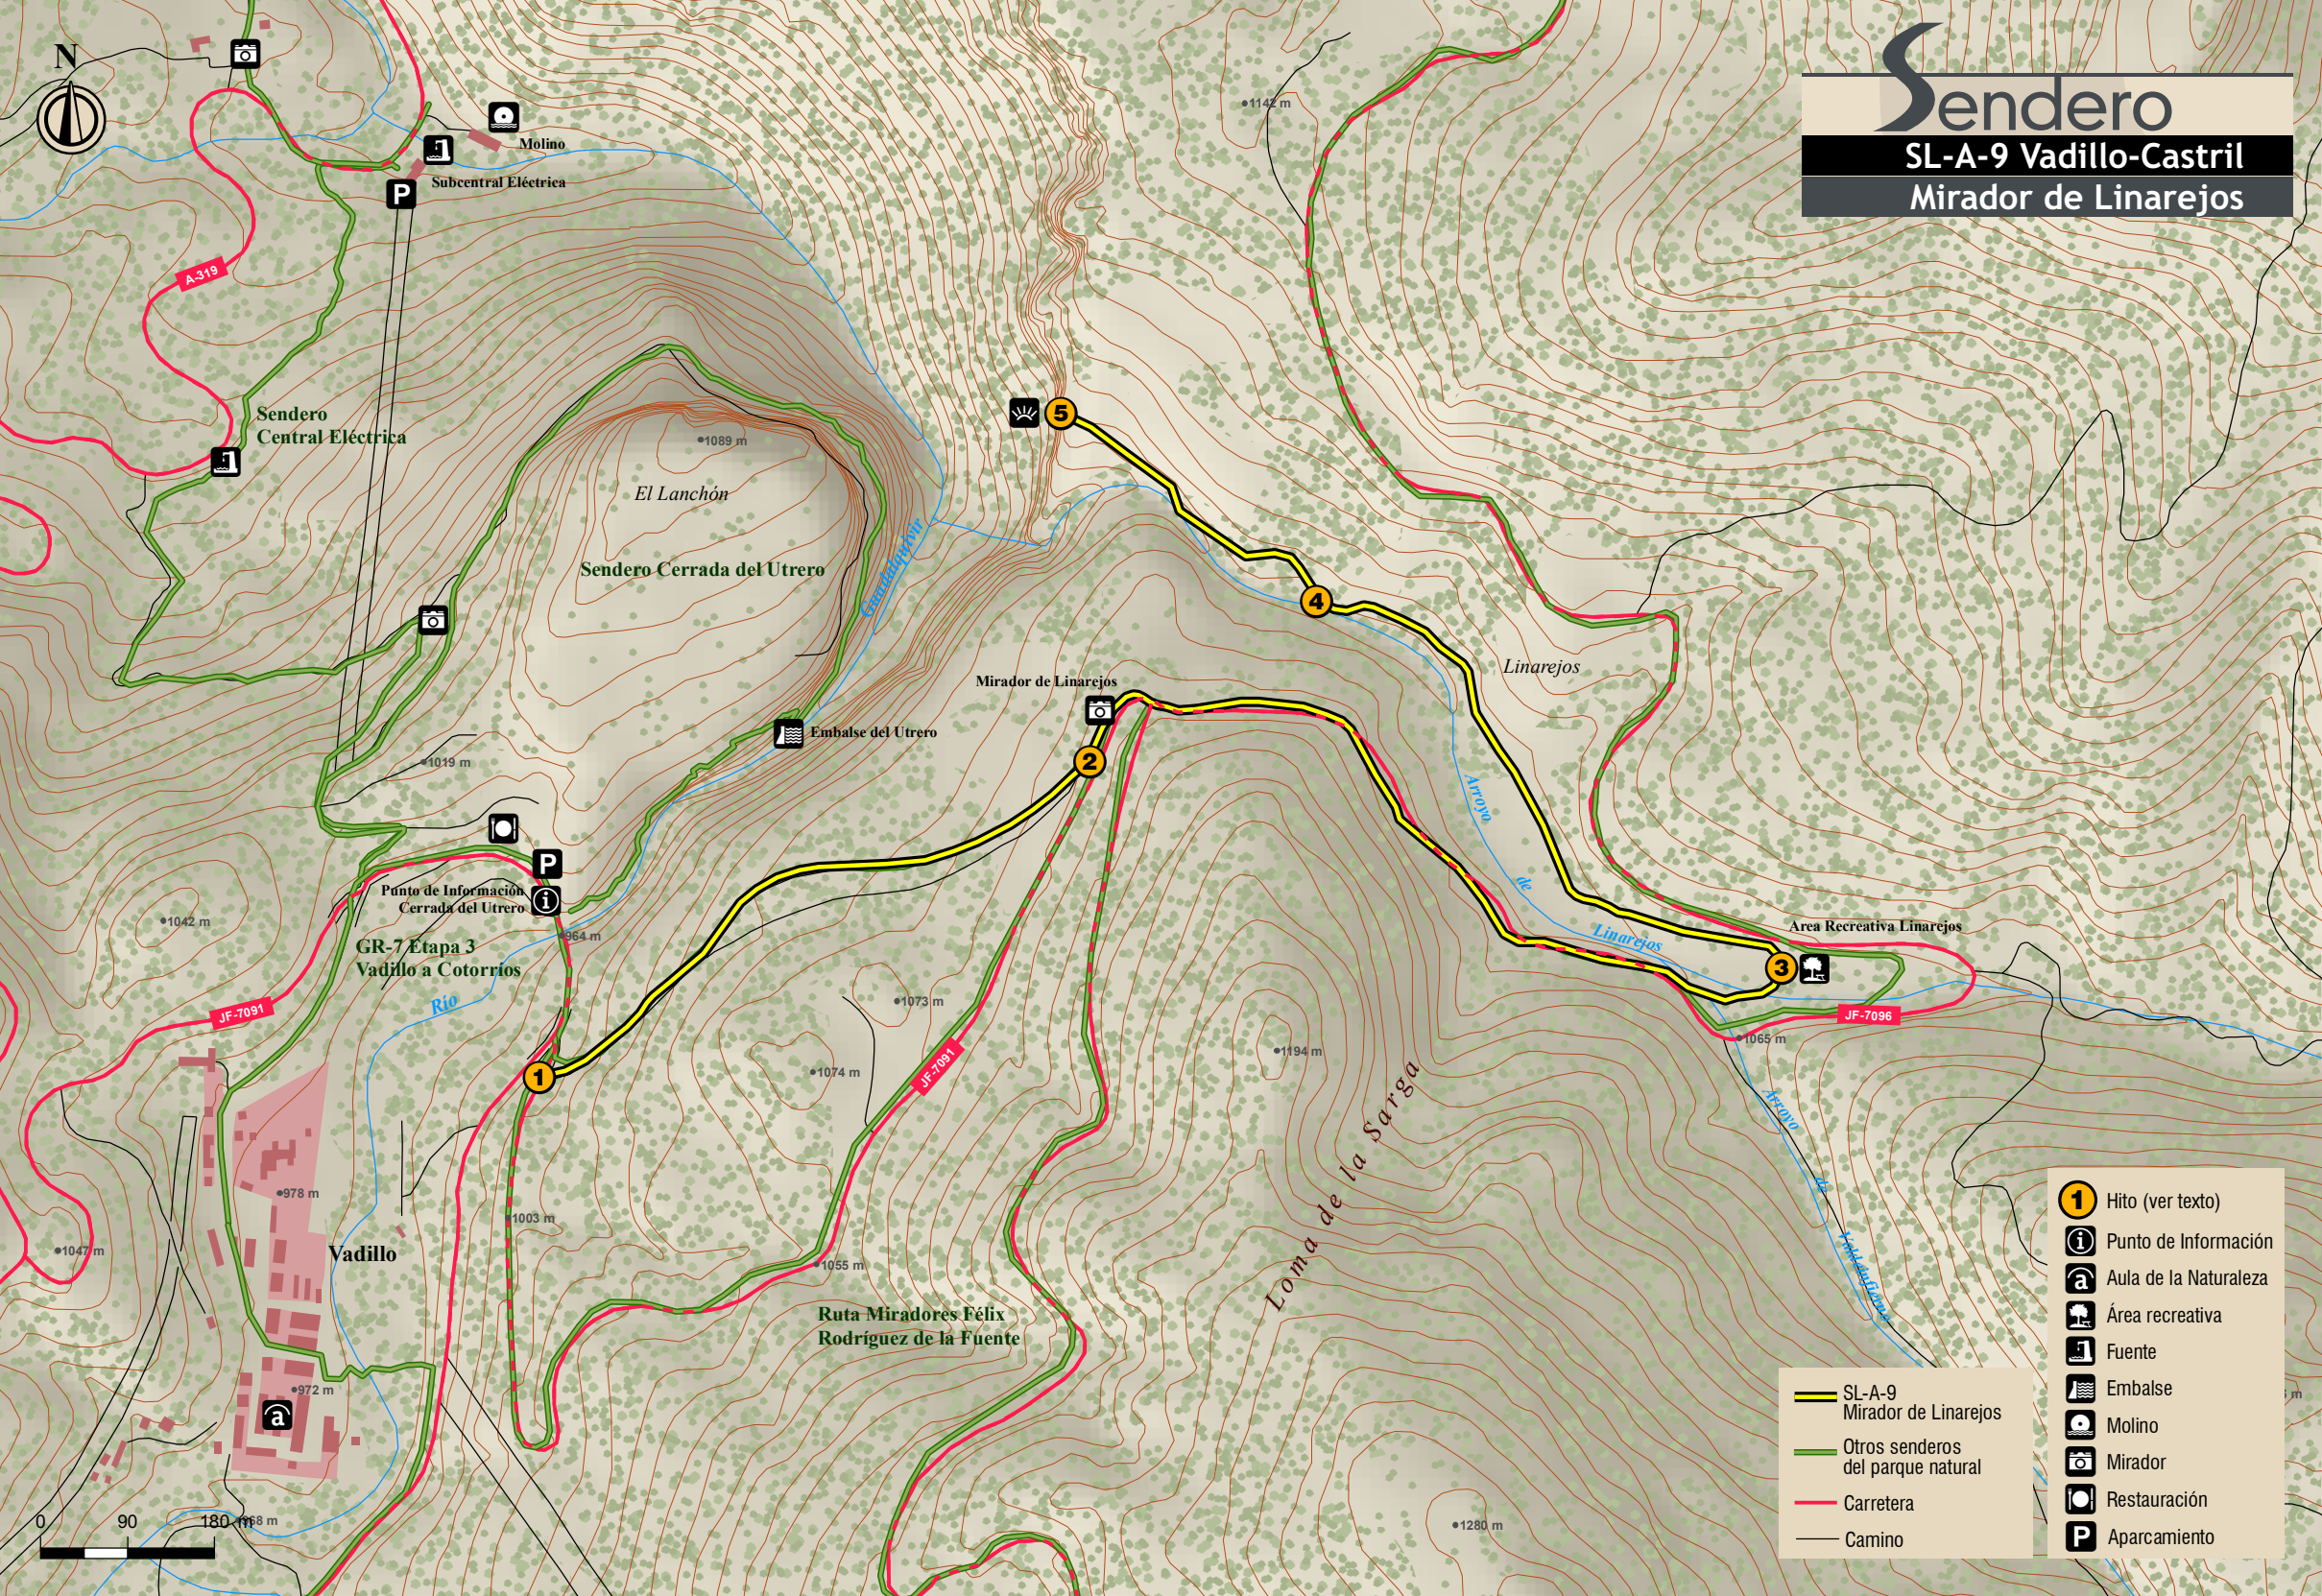 Sendero
SL-A-9 Vadillo-Castril
Mirador de Linarejos
N
1142 m
Molino
Subcentral Eléctrica
P
A-319
Sendero
Central Eléctrica
5
1089 m
El Lanchón
Guadalquivir
Sendero Cerrada del Utrero
4
Linarejos
Mirador de Linarejos
Embalse del Utrero
2
1019 m
Arroyo
de
Linarejos
P
Punto de Información
Cerrada del Utrero
i
1042 m
964 m
GR-7 Etapa 3
Vadillo a Cotorríos
Río
JF-7091
Area Recreativa Linarejos
3
JF-7096
1065 m
1073 m
1074 m
1194 m
JF-7091
1
Arroyo
de
Valdinfierno
Loma de la Sarga
978 m
1003 m
1047 m
Vadillo
1055 m
Ruta Miradores Félix
Rodríguez de la Fuente
972 m
a
1280 m
0 90 180 m
968 m
SL-A-9
Mirador de Linarejos
Otros senderos
del parque natural
Carretera
Camino
1 Hito (ver texto)
i Punto de Información
a Aula de la Naturaleza
Área recreativa
Fuente
Embalse
Molino
Mirador
Restauración
P Aparcamiento